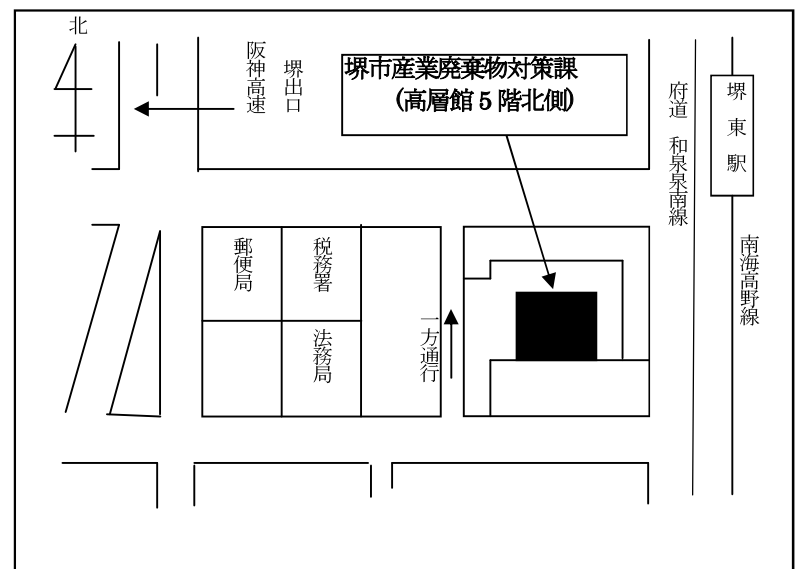 北
阪神高速
堺出口
堺市産業廃棄物対策課
(高層館5階北側)
府道 和泉泉南線
堺東駅
南海高野線
郵便局
税務署
法務局
一方通行